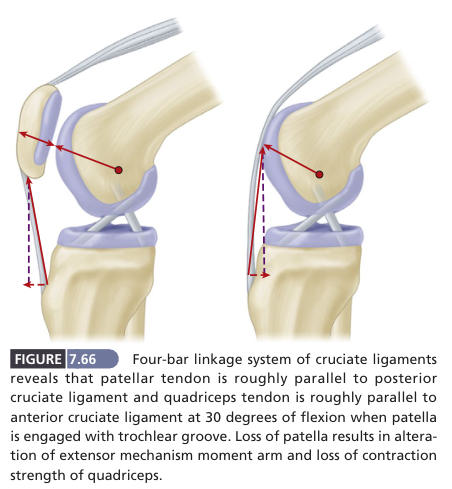 FIGURE 7.66 Four-bar linkage system of cruciate ligaments
reveals that patellar tendon is roughly parallel to posterior
cruciate ligament and quadriceps tendon is roughly parallel to
anterior cruciate ligament at 30 degrees of flexion when patella
is engaged with trochlear groove. Loss of patella results in altera-
tion of extensor mechanism moment arm and loss of contraction
strength of quadriceps.